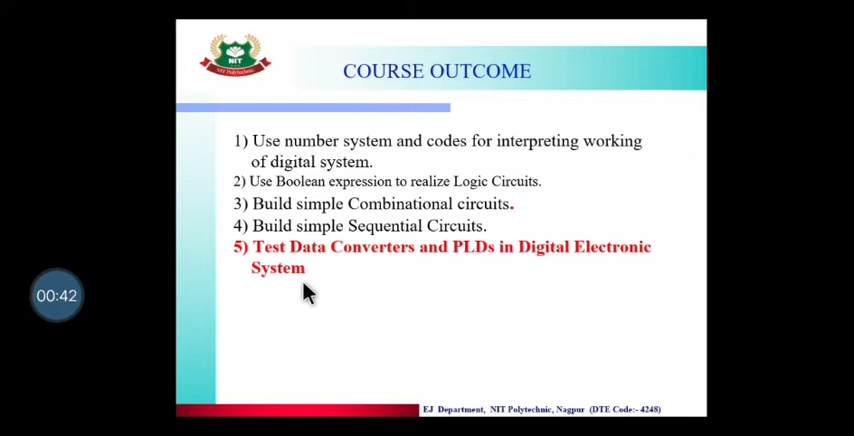 NIT
NIT Polytechnic
COURSE OUTCOME
1) Use number system and codes for interpreting working
of digital system.
2) Use Boolean expression to realize Logic Circuits.
3) Build simple Combinational circuits.
4) Build simple Sequential Circuits.
5) Test Data Converters and PLDs in Digital Electronic
System
00:42
EJ Department, NIT Polytechnic, Nagpur (DTE Code:- 4248)